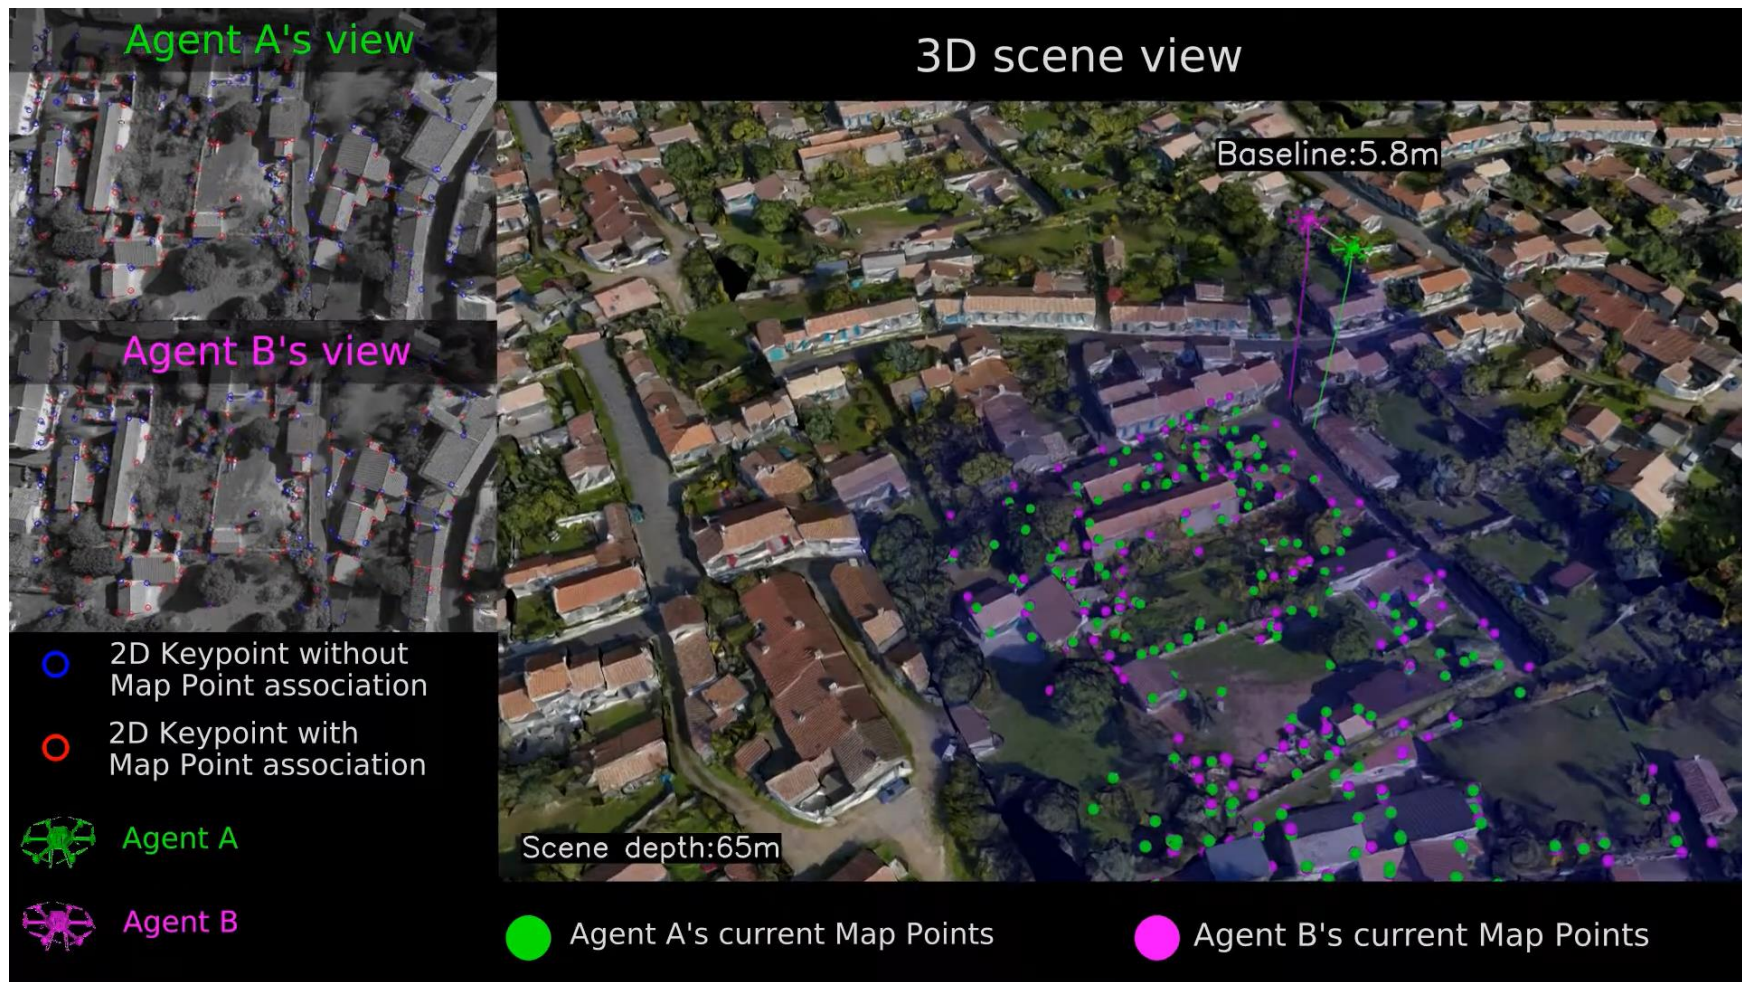 Agent A's view
3D scene view
Baseline:5.8m
Agent B's view
2D Keypoint without
Map Point association
2D Keypoint with
Map Point association
Agent A
Agent B
Scene depth:65m
Agent A's current Map Points
Agent B's current Map Points